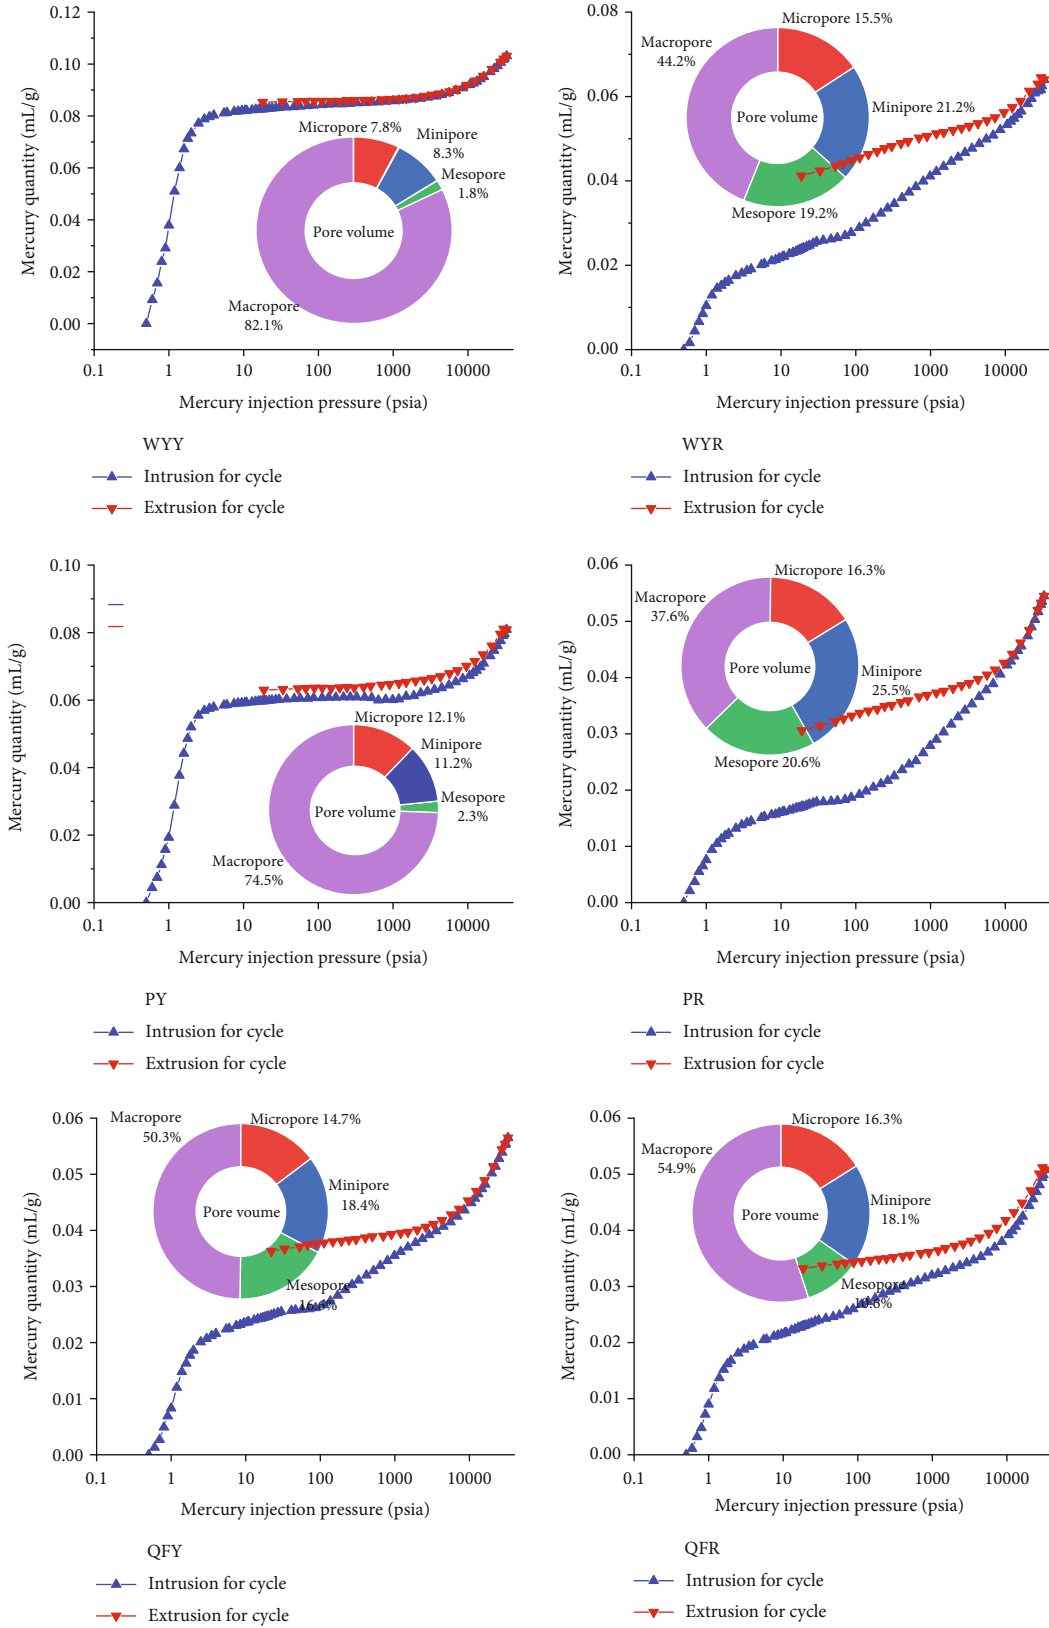 0.12
0.10
0.08
0.06
0.04
0.02
0.00
Mercury quantity (mL/g)
Micropore 7.8%
Minipore
8.3%
Mesopore
1.8%
Pore volume
Macropore
82.1%
0.1
1
10
100
1000
10000
Mercury injection pressure (psia)
WYY
Intrusion for cycle
Extrusion for cycle
0.08
0.06
0.04
0.02
0.00
Mercury quantity (mL/g)
Micropore 15.5%
Macropore
44.2%
Minipore 21.2%
Pore volume
Mesopore 19.2%
0.1
1
10
100
1000
10000
Mercury injection pressure (psia)
WYR
Intrusion for cycle
Extrusion for cycle
0.10
0.08
0.06
0.04
0.02
0.00
Mercury quantity (mL/g)
Micropore 12.1%
Minipore
11.2%
Mesopore
2.3%
Pore volume
Macropore
74.5%
0.1
1
10
100
1000
10000
Mercury injection pressure (psia)
PY
Intrusion for cycle
Extrusion for cycle
0.06
0.05
0.04
0.03
0.02
0.01
0.00
Mercury quantity (mL/g)
Micropore 16.3%
Macropore
37.6%
Pore volume
Minipore
25.5%
Mesopore 20.6%
0.1
1
10
100
1000
10000
Mercury injection pressure (psia)
PR
Intrusion for cycle
Extrusion for cycle
0.06
0.05
0.04
0.03
0.02
0.01
0.00
Mercury quantity (mL/g)
Macropore
50.3%
Micropore 14.7%
Minipore
18.4%
Pore voume
Mesopore
16.6%
0.1
1
10
100
1000
10000
Mercury injection pressure (psia)
QFY
Intrusion for cycle
Extrusion for cycle
0.06
0.05
0.04
0.03
0.02
0.01
0.00
Mercury quantity (mL/g)
Micropore 16.3%
Macropore
54.9%
Minipore
18.1%
Pore voume
Mesopore
10.6%
0.1
1
10
100
1000
10000
Mercury injection pressure (psia)
QFR
Intrusion for cycle
Extrusion for cycle